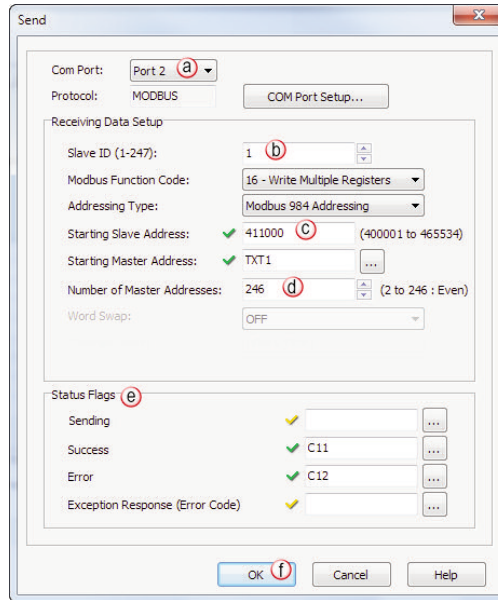 Send
Com Port: Port 2 a
Protocol: MODBUS COM Port Setup...
Receiving Data Setup
Slave ID (1-247): 1 b
Modbus Function Code: 16 - Write Multiple Registers
Addressing Type: Modbus 984 Addressing
Starting Slave Address: 411000 c (400001 to 465534)
Starting Master Address: TXT1 ...
Number of Master Addresses: 246 d (2 to 246 : Even)
Word Swap: OFF
Status Flags e
Sending ...
Success C11 ...
Error C12 ...
Exception Response (Error Code) ...
OK f Cancel Help